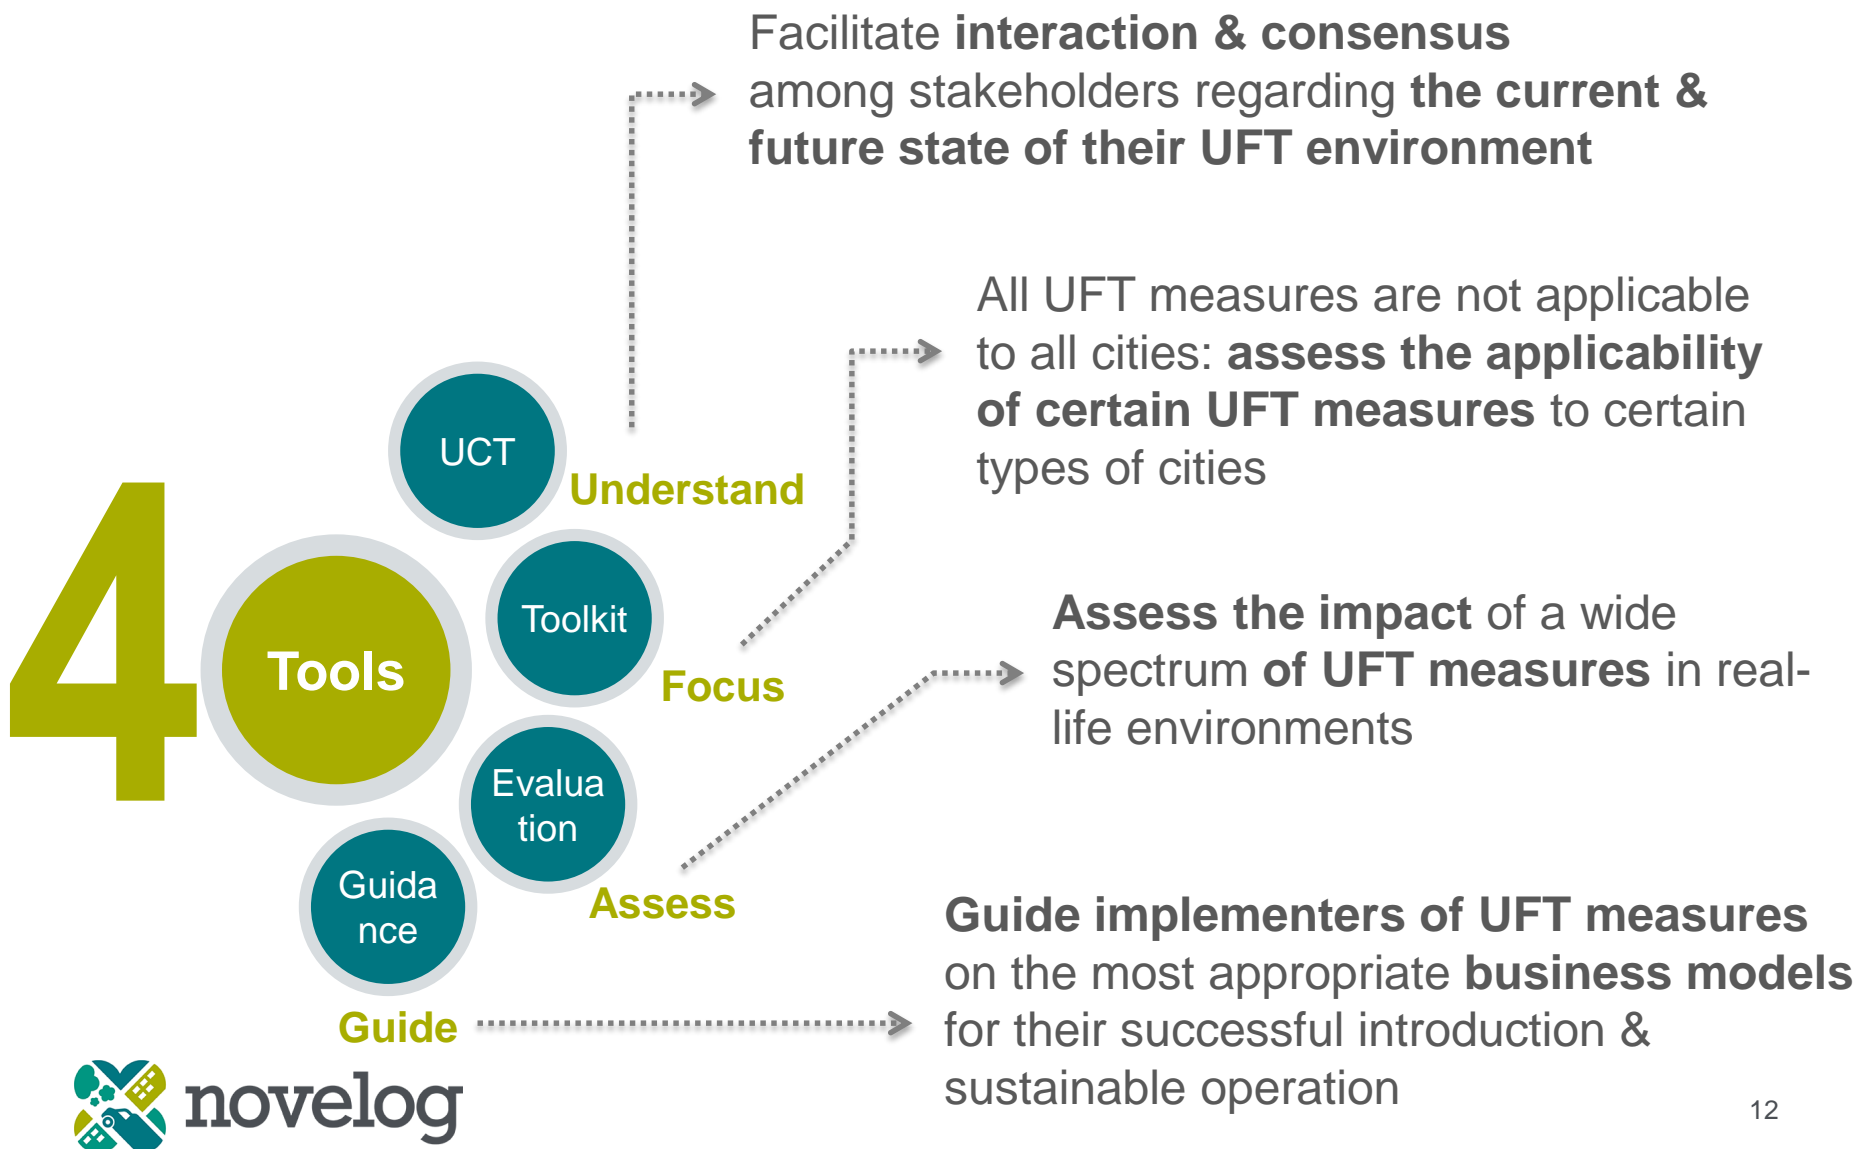 Facilitate interaction & consensus
among stakeholders regarding the current &
future state of their UFT environment
All UFT measures are not applicable
to all cities: assess the applicability
of certain UFT measures to certain
types of cities
UCT
Understand
4
Tools
Toolkit
Focus
Assess the impact of a wide
spectrum of UFT measures in real-
life environments
Evalua
tion
Assess
Guida
nce
Guide
Guide implementers of UFT measures
on the most appropriate business models
for their successful introduction &
sustainable operation
novelog
12